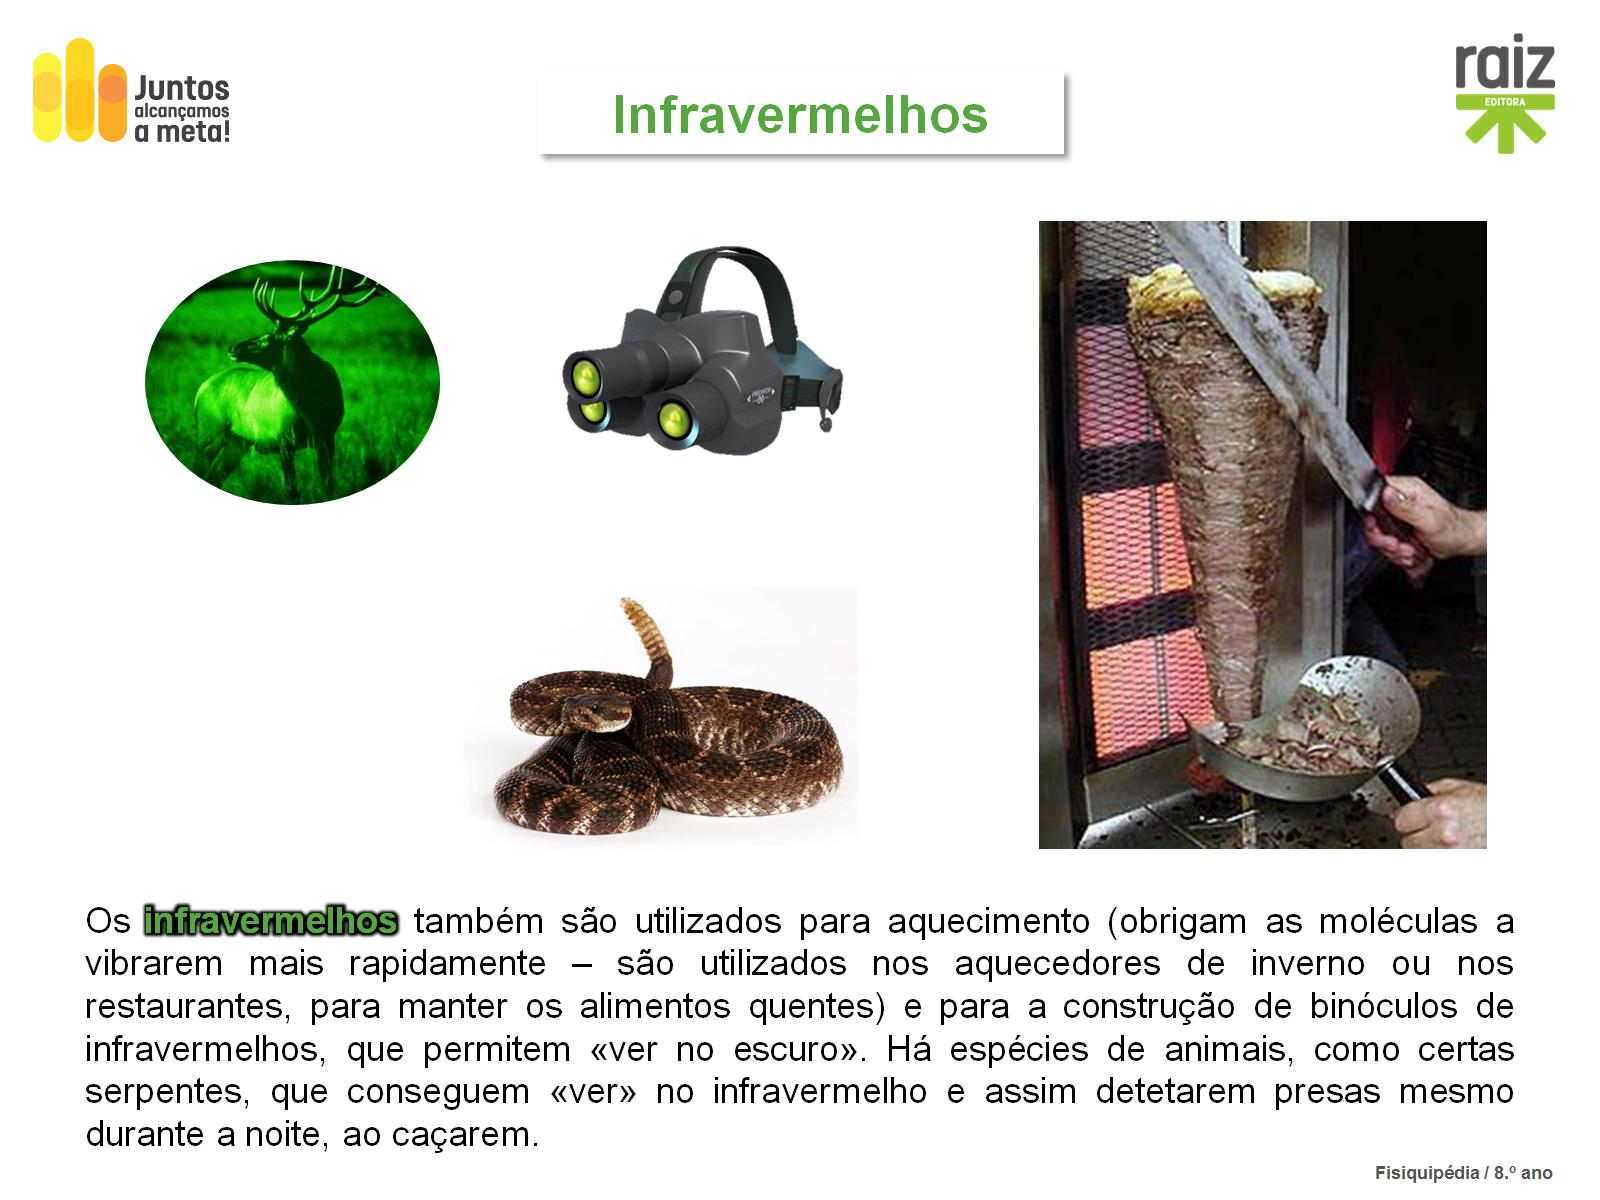 Juntos
alcançamos
a meta!
Infravermelhos
raiz
EDITORA
Os infravermelhos também são utilizados para aquecimento (obrigam as moléculas a
vibrarem mais rapidamente – são utilizados nos aquecedores de inverno ou nos
restaurantes, para manter os alimentos quentes) e para a construção de binóculos de
infravermelhos, que permitem «ver no escuro». Há espécies de animais, como certas
serpentes, que conseguem «ver» no infravermelho e assim detetarem presas mesmo
durante a noite, ao caçarem.
Fisiquipédia / 8.º ano